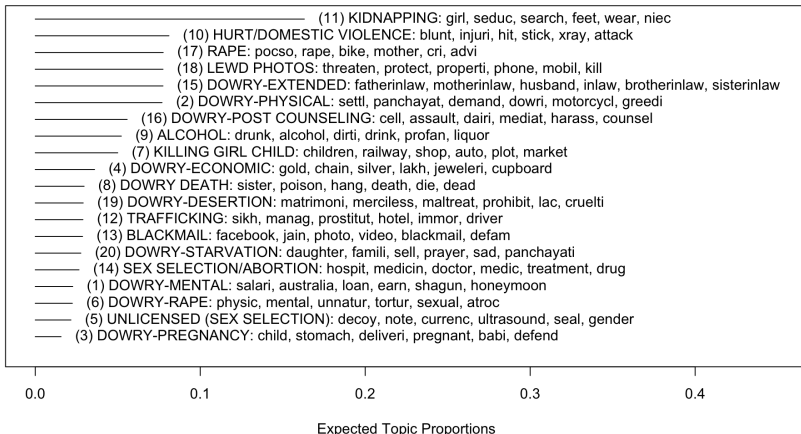 (11) KIDNAPPING: girl, seduc, search, feet, wear, niec
(10) HURT/DOMESTIC VIOLENCE: blunt, injuri, hit, stick, xray, attack
(17) RAPE: pocso, rape, bike, mother, cri, advi
(18) LEWD PHOTOS: threaten, protect, properti, phone, mobil, kill
(15) DOWRY-EXTENDED: fatherinlaw, motherinlaw, husband, inlaw, brotherinlaw, sisterinlaw
(2) DOWRY-PHYSICAL: settl, panchayat, demand, dowri, motorcycl, greedi
(16) DOWRY-POST COUNSELING: cell, assault, dairi, mediat, harass, counsel
(9) ALCOHOL: drunk, alcohol, dirti, drink, profan, liquor
(7) KILLING GIRL CHILD: children, railway, shop, auto, plot, market
(4) DOWRY-ECONOMIC: gold, chain, silver, lakh, jeweleri, cupboard
(8) DOWRY DEATH: sister, poison, hang, death, die, dead
(19) DOWRY-DESERTION: matrimoni, merciless, maltreat, prohibit, lac, cruelti
(12) TRAFFICKING: sikh, manag, prostitut, hotel, immor, driver
(13) BLACKMAIL: facebook, jain, photo, video, blackmail, defam
(20) DOWRY-STARVATION: daughter, famili, sell, prayer, sad, panchayati
(14) SEX SELECTION/ABORTION: hospit, medicin, doctor, medic, treatment, drug
(1) DOWRY-MENTAL: salari, australia, loan, earn, shagun, honeymoon
(6) DOWRY-RAPE: physic, mental, unnatur, tortur, sexual, atroc
(5) UNLICENSED (SEX SELECTION): decoy, note, currenc, ultrasound, seal, gender
(3) DOWRY-PREGNANCY: child, stomach, deliveri, pregnant, babi, defend
0.0 0.1 0.2 0.3 0.4
Expected Topic Proportions